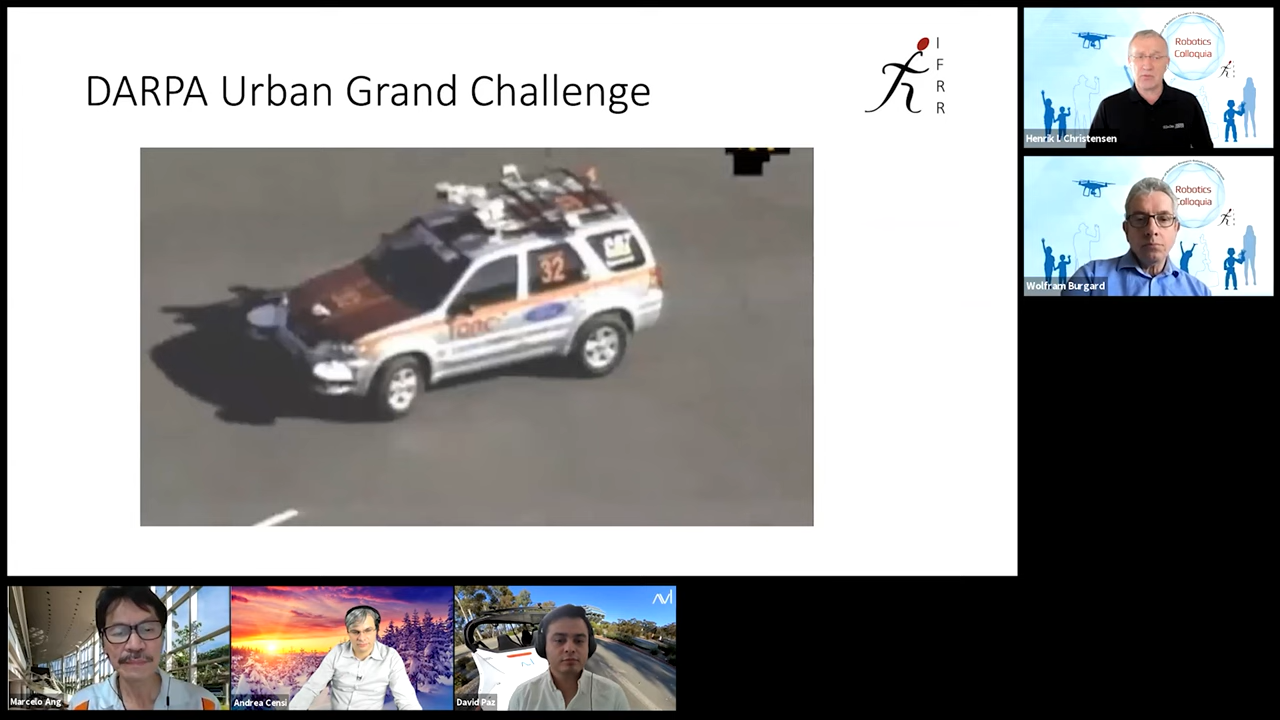 DARPA Urban Grand Challenge
I
F
R
R
CAT
32
TORC
Robotics
Colloquia
Henrik I. Christensen
Robotics
Colloquia
Wolfram Burgard
Marcelo Ang
Andrea Censi
David Paz